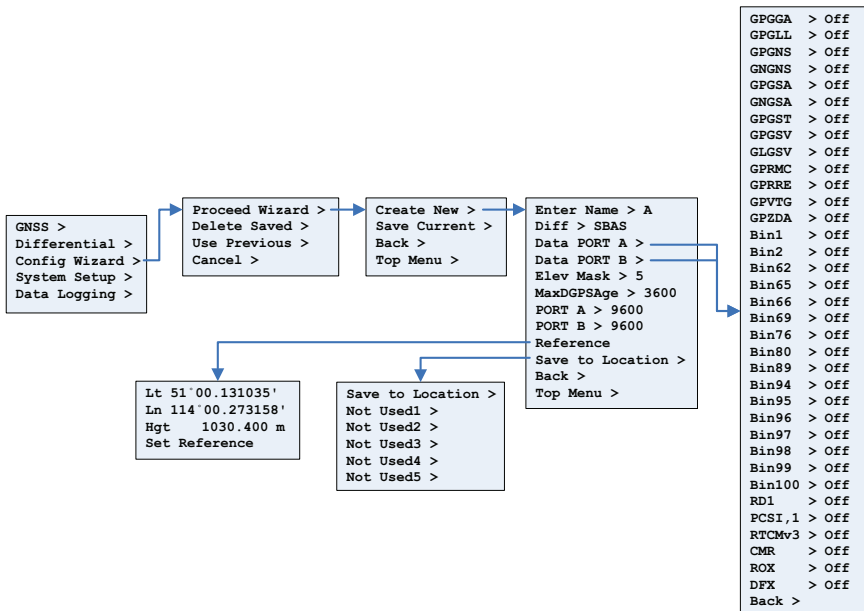 GNSS >
Differential >
Config Wizard >
System Setup >
Data Logging >
Proceed Wizard >
Delete Saved >
Use Previous >
Cancel >
Create New >
Save Current >
Back >
Top Menu >
Enter Name > A
Diff > SBAS
Data PORT A >
Data PORT B >
Elev Mask > 5
MaxDGPSAge > 3600
PORT A > 9600
PORT B > 9600
Reference
Save to Location >
Back >
Top Menu >
Lt 51°00.131035'
Ln 114°00.273158'
Hgt 1030.400 m
Set Reference
Save to Location >
Not Used1 >
Not Used2 >
Not Used3 >
Not Used4 >
Not Used5 >
GPGGA > Off
GPGLL > Off
GPGNS > Off
GNGNS > Off
GPGSA > Off
GNGSA > Off
GPGST > Off
GPGSV > Off
GLGSV > Off
GPRMC > Off
GPRRE > Off
GPVTG > Off
GPZDA > Off
Bin1 > Off
Bin2 > Off
Bin62 > Off
Bin65 > Off
Bin66 > Off
Bin69 > Off
Bin76 > Off
Bin80 > Off
Bin89 > Off
Bin94 > Off
Bin95 > Off
Bin96 > Off
Bin97 > Off
Bin98 > Off
Bin99 > Off
Bin100 > Off
RD1 > Off
PCSI,1 > Off
RTCMv3 > Off
CMR > Off
ROX > Off
DFX > Off
Back >